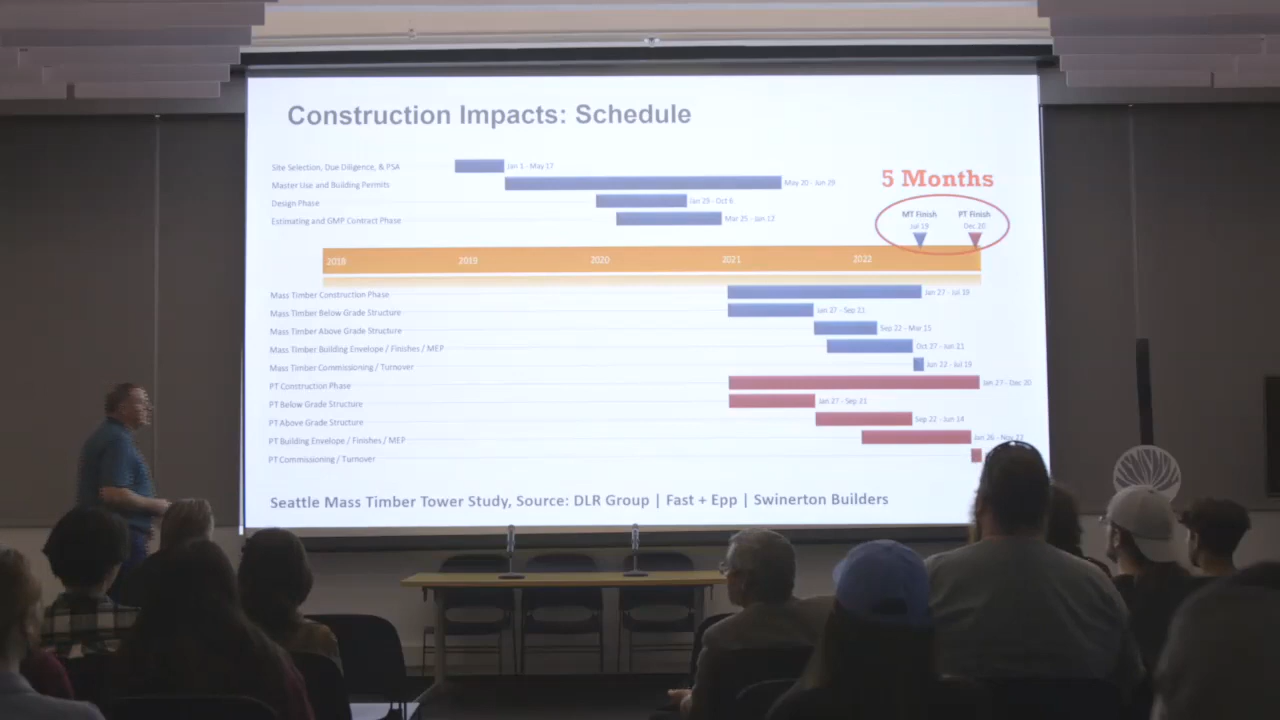 Construction Impacts: Schedule
Site Selection, Due Diligence, & PSA
Jan 1 - May 17
Master Use and Building Permits
May 20 - Jun 29
Design Phase
Jan 29 - Oct 6
Estimating and GMP Contract Phase
Mar 25 - Jan 12
5 Months
MT Finish
Jul 19
PT Finish
Dec 20
2018
2019
2020
2021
2022
Mass Timber Construction Phase
Jan 27 - Jul 19
Mass Timber Below Grade Structure
Jan 27 - Sep 21
Mass Timber Above Grade Structure
Sep 22 - Mar 15
Mass Timber Building Envelope / Finishes / MEP
Oct 27 - Jun 21
Mass Timber Commissioning / Turnover
Jun 22 - Jul 19
PT Construction Phase
Jan 27 - Dec 20
PT Below Grade Structure
Jan 27 - Sep 21
PT Above Grade Structure
Sep 22 - Jun 14
PT Building Envelope / Finishes / MEP
Jan 26 - Nov 22
PT Commissioning / Turnover
Seattle Mass Timber Tower Study, Source: DLR Group | Fast + Epp | Swinerton Builders